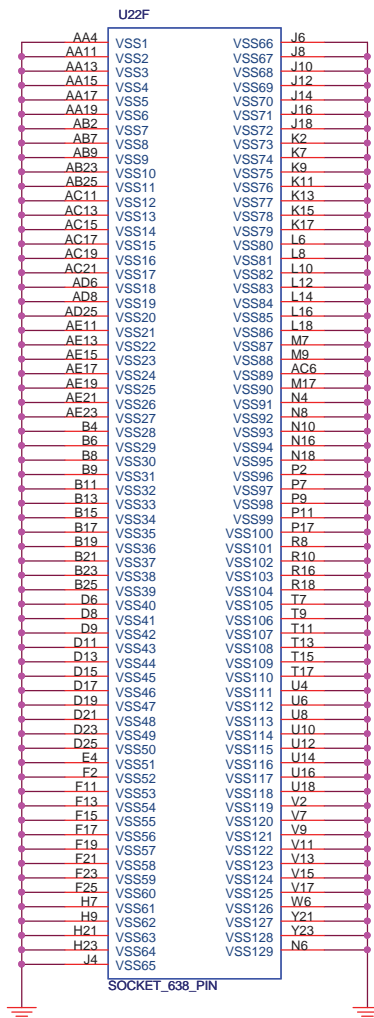 U22F
AA4 VSS1 VSS66 J6
AA11 VSS2 VSS67 J8
AA13 VSS3 VSS68 J10
AA15 VSS4 VSS69 J12
AA17 VSS5 VSS70 J14
AA19 VSS6 VSS71 J16
AB2 VSS7 VSS72 J18
AB7 VSS8 VSS73 K2
AB9 VSS9 VSS74 K7
AB23 VSS10 VSS75 K9
AB25 VSS11 VSS76 K11
AC11 VSS12 VSS77 K13
AC13 VSS13 VSS78 K15
AC15 VSS14 VSS79 K17
AC17 VSS15 VSS80 L6
AC19 VSS16 VSS81 L8
AC21 VSS17 VSS82 L10
AD6 VSS18 VSS83 L12
AD8 VSS19 VSS84 L14
AD25 VSS20 VSS85 L16
AE11 VSS21 VSS86 L18
AE13 VSS22 VSS87 M7
AE15 VSS23 VSS88 M9
AE17 VSS24 VSS89 AC6
AE19 VSS25 VSS90 M17
AE21 VSS26 VSS91 N4
AE23 VSS27 VSS92 N8
B4 VSS28 VSS93 N10
B6 VSS29 VSS94 N16
B8 VSS30 VSS95 N18
B9 VSS31 VSS96 P2
B11 VSS32 VSS97 P7
B13 VSS33 VSS98 P9
B15 VSS34 VSS99 P11
B17 VSS35 VSS100 P17
B19 VSS36 VSS101 R8
B21 VSS37 VSS102 R10
B23 VSS38 VSS103 R16
B25 VSS39 VSS104 R18
D6 VSS40 VSS105 T7
D8 VSS41 VSS106 T9
D9 VSS42 VSS107 T11
D11 VSS43 VSS108 T13
D13 VSS44 VSS109 T15
D15 VSS45 VSS110 T17
D17 VSS46 VSS111 U4
D19 VSS47 VSS112 U6
D21 VSS48 VSS113 U8
D23 VSS49 VSS114 U10
D25 VSS50 VSS115 U12
E4 VSS51 VSS116 U14
F2 VSS52 VSS117 U16
F11 VSS53 VSS118 U18
F13 VSS54 VSS119 V2
F15 VSS55 VSS120 V7
F17 VSS56 VSS121 V9
F19 VSS57 VSS122 V11
F21 VSS58 VSS123 V13
F23 VSS59 VSS124 V15
F25 VSS60 VSS125 V17
H7 VSS61 VSS126 W6
H9 VSS62 VSS127 Y21
H21 VSS63 VSS128 Y23
H23 VSS64 VSS129 N6
J4 VSS65
SOCKET_638_PIN